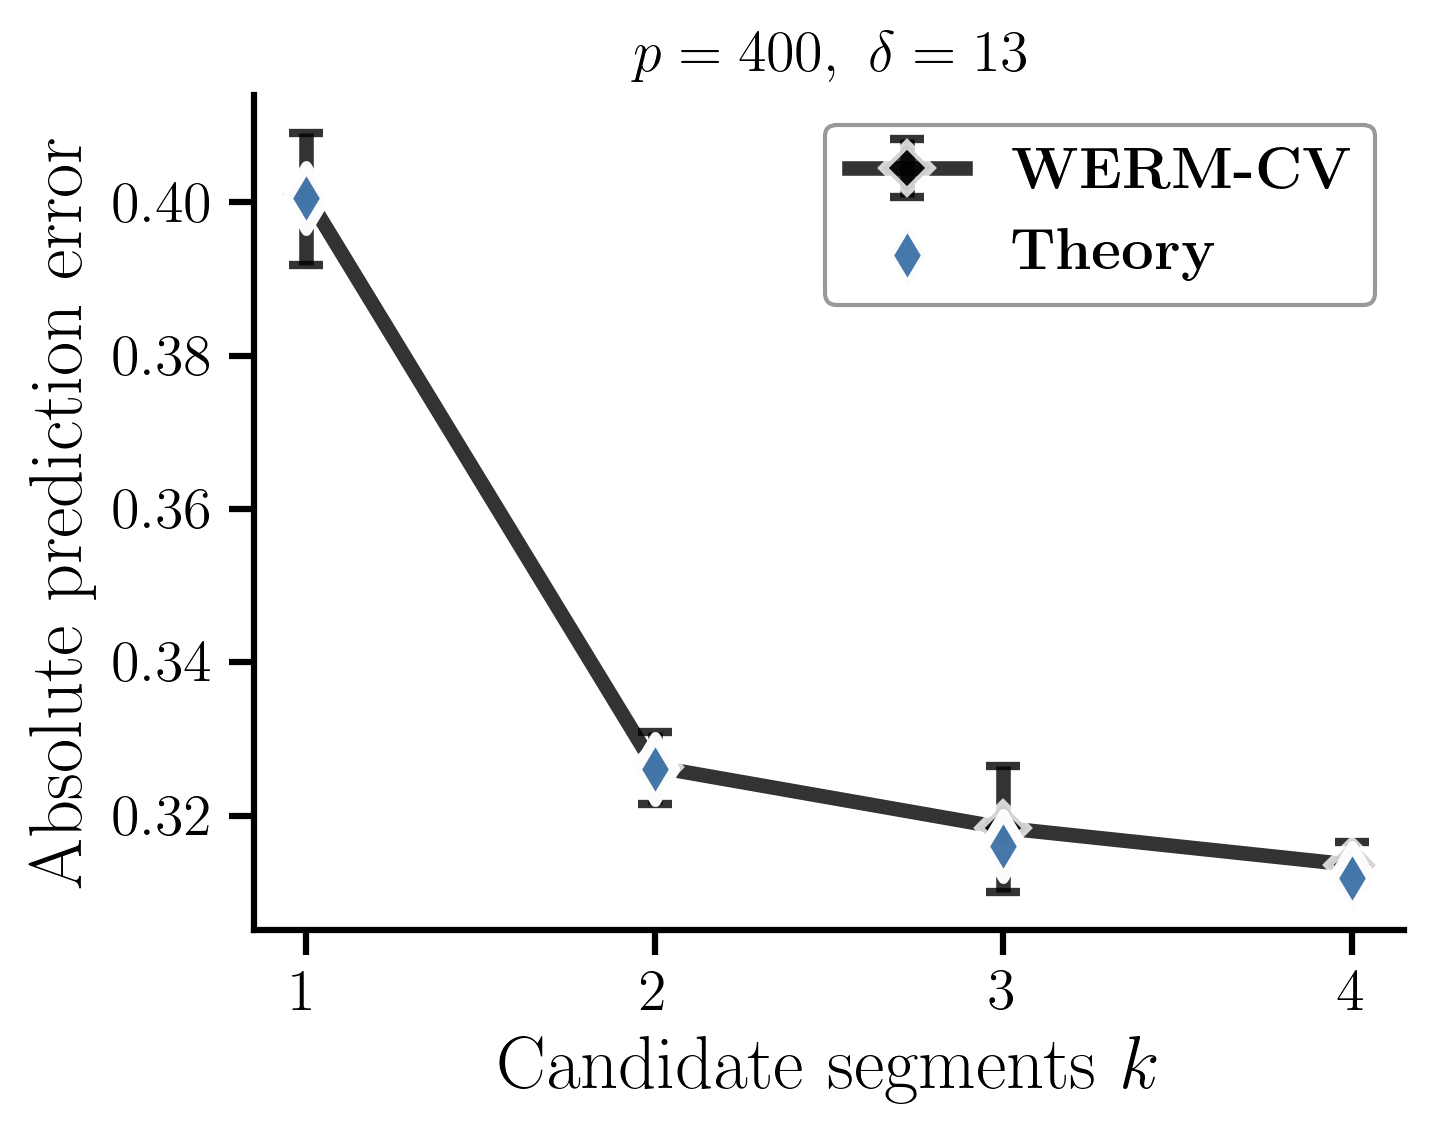 p = 400, δ = 13
WERM-CV
Theory
Absolute prediction error
0.40
0.38
0.36
0.34
0.32
1 2 3 4
Candidate segments k